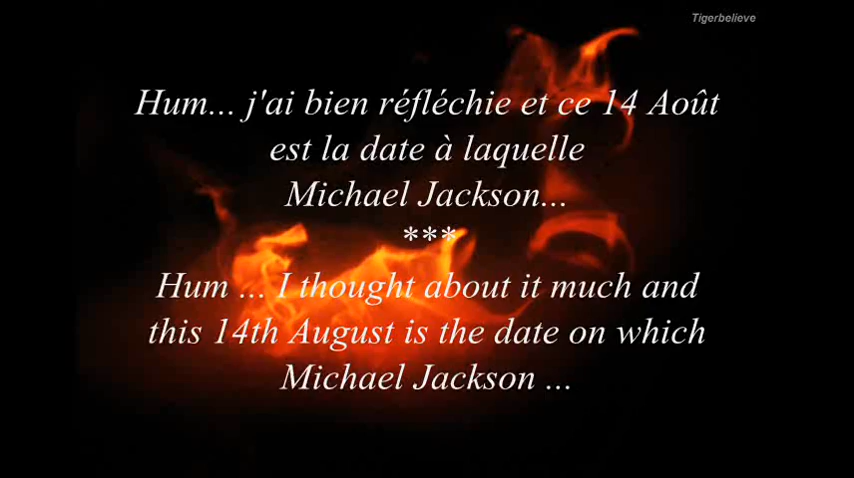 Tigerbelieve
Hum... j'ai bien réfléchie et ce 14 Août
est la date à laquelle
Michael Jackson...
***
Hum ... I thought about it much and
this 14th August is the date on which
Michael Jackson ...